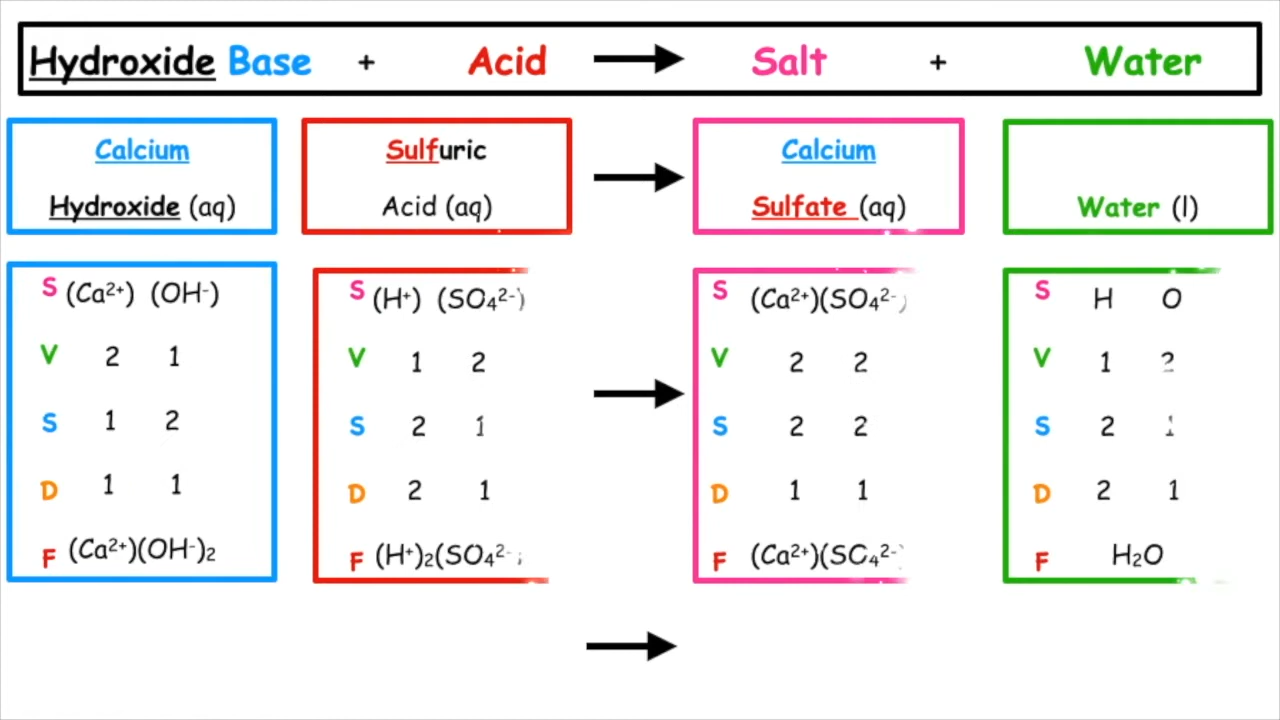 Hydroxide Base + Acid → Salt + Water
Calcium
Hydroxide (aq)
Sulfuric
Acid (aq)
→
Calcium
Sulfate (aq)
Water (l)
S (Ca²⁺) (OH⁻)
V 2 1
S 1 2
D 1 1
F (Ca²⁺)(OH⁻)₂
S (H⁺) (SO₄²⁻)
V 1 2
S 2 1
D 2 1
F (H⁺)₂(SO₄²⁻
→
S (Ca²⁺)(SO₄²⁻)
V 2 2
S 2 2
D 1 1
F (Ca²⁺)(SO₄²⁻)
S H O
V 1 2
S 2 1
D 2 1
F H₂O
→